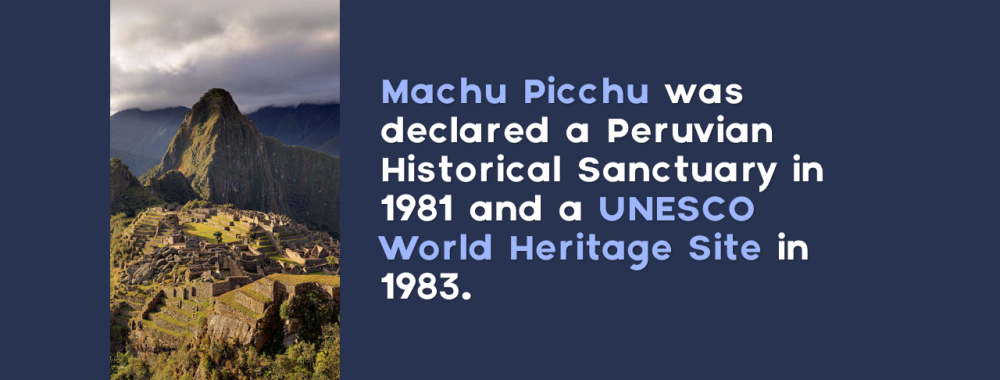 Machu Picchu was
declared a Peruvian
Historical Sanctuary in
1981 and a UNESCO
World Heritage Site in
1983.